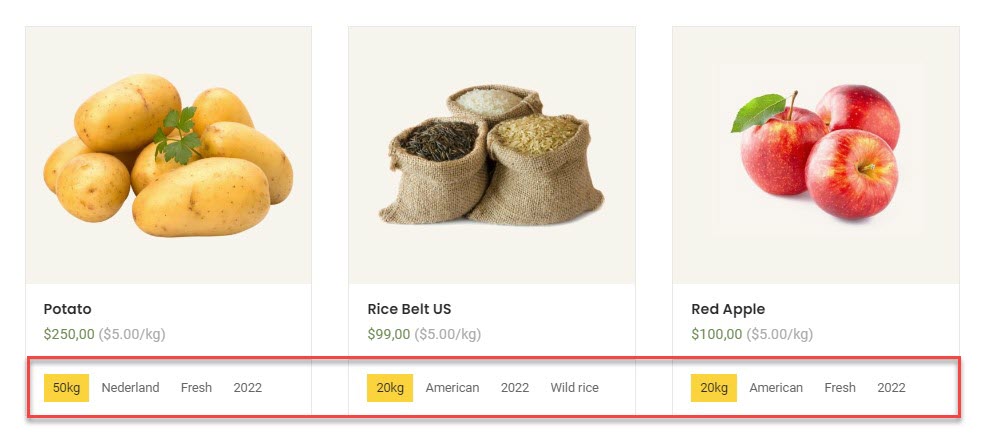 Potato
$250,00 ($5.00/kg)
50kg Nederland Fresh 2022
Rice Belt US
$99,00 ($5.00/kg)
20kg American 2022 Wild rice
Red Apple
$100,00 ($5.00/kg)
20kg American Fresh 2022